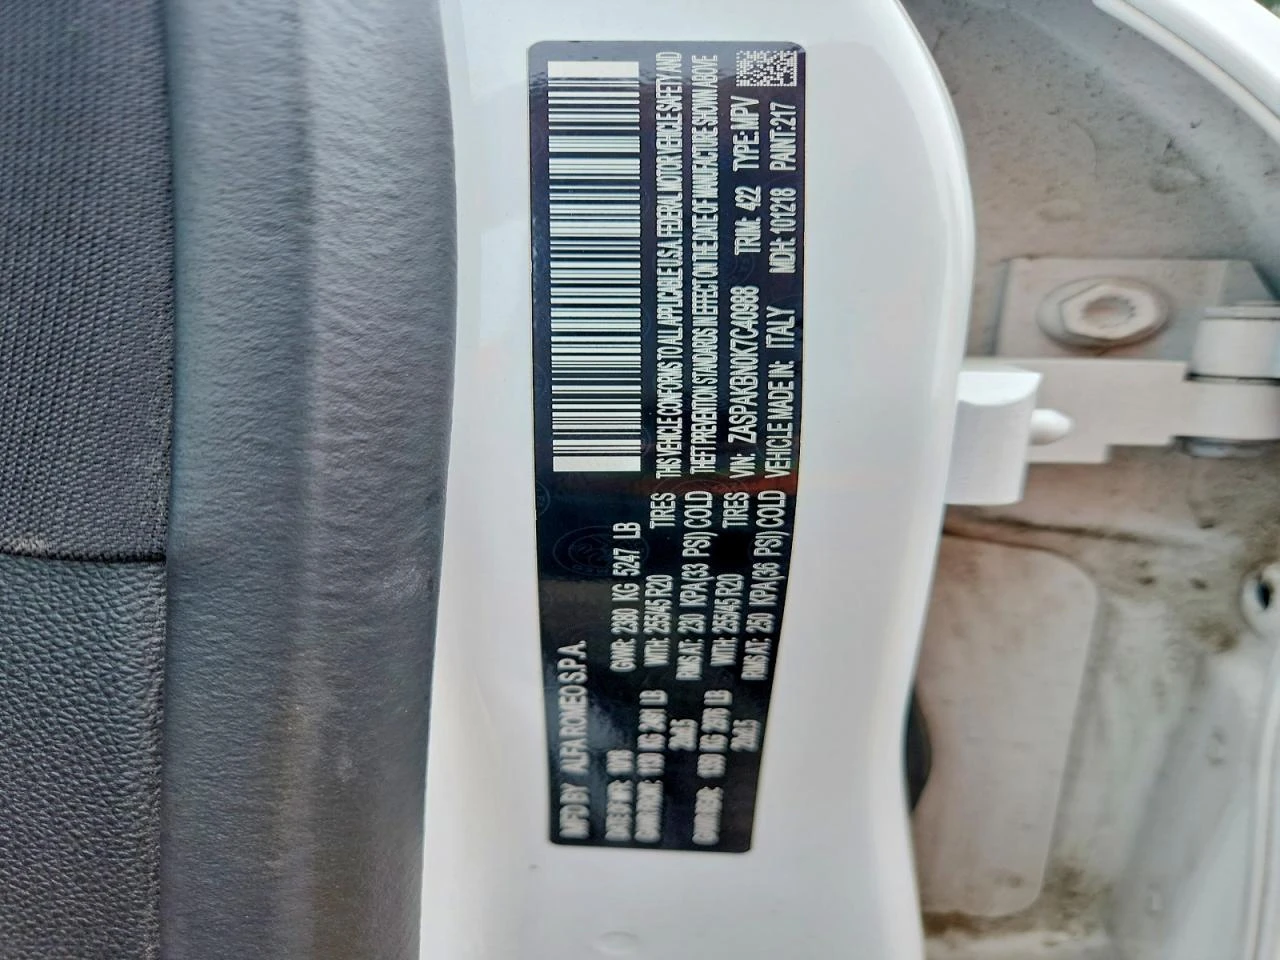 MFD BY ALFA ROMEO S.P.A.
GVWR: 2380 KG 5247 LB
WITH: 255/45 R20 TIRES
RIMS AT: 230 KPA(33 PSI) COLD
WITH: 255/45 R20 TIRES
RIMS AT: 250 KPA(36 PSI) COLD
THIS VEHICLE CONFORMS TO ALL APPLICABLE U.S.A. FEDERAL MOTOR VEHICLE SAFETY AND
THEFT PREVENTION STANDARDS IN EFFECT ON THE DATE OF MANUFACTURE SHOWN ABOVE
VIN: ZASPAKBN0K7C40988 TRIM: 422 TYPE: MPV
VEHICLE MADE IN: ITALY MDH: 101218 PAINT: 217